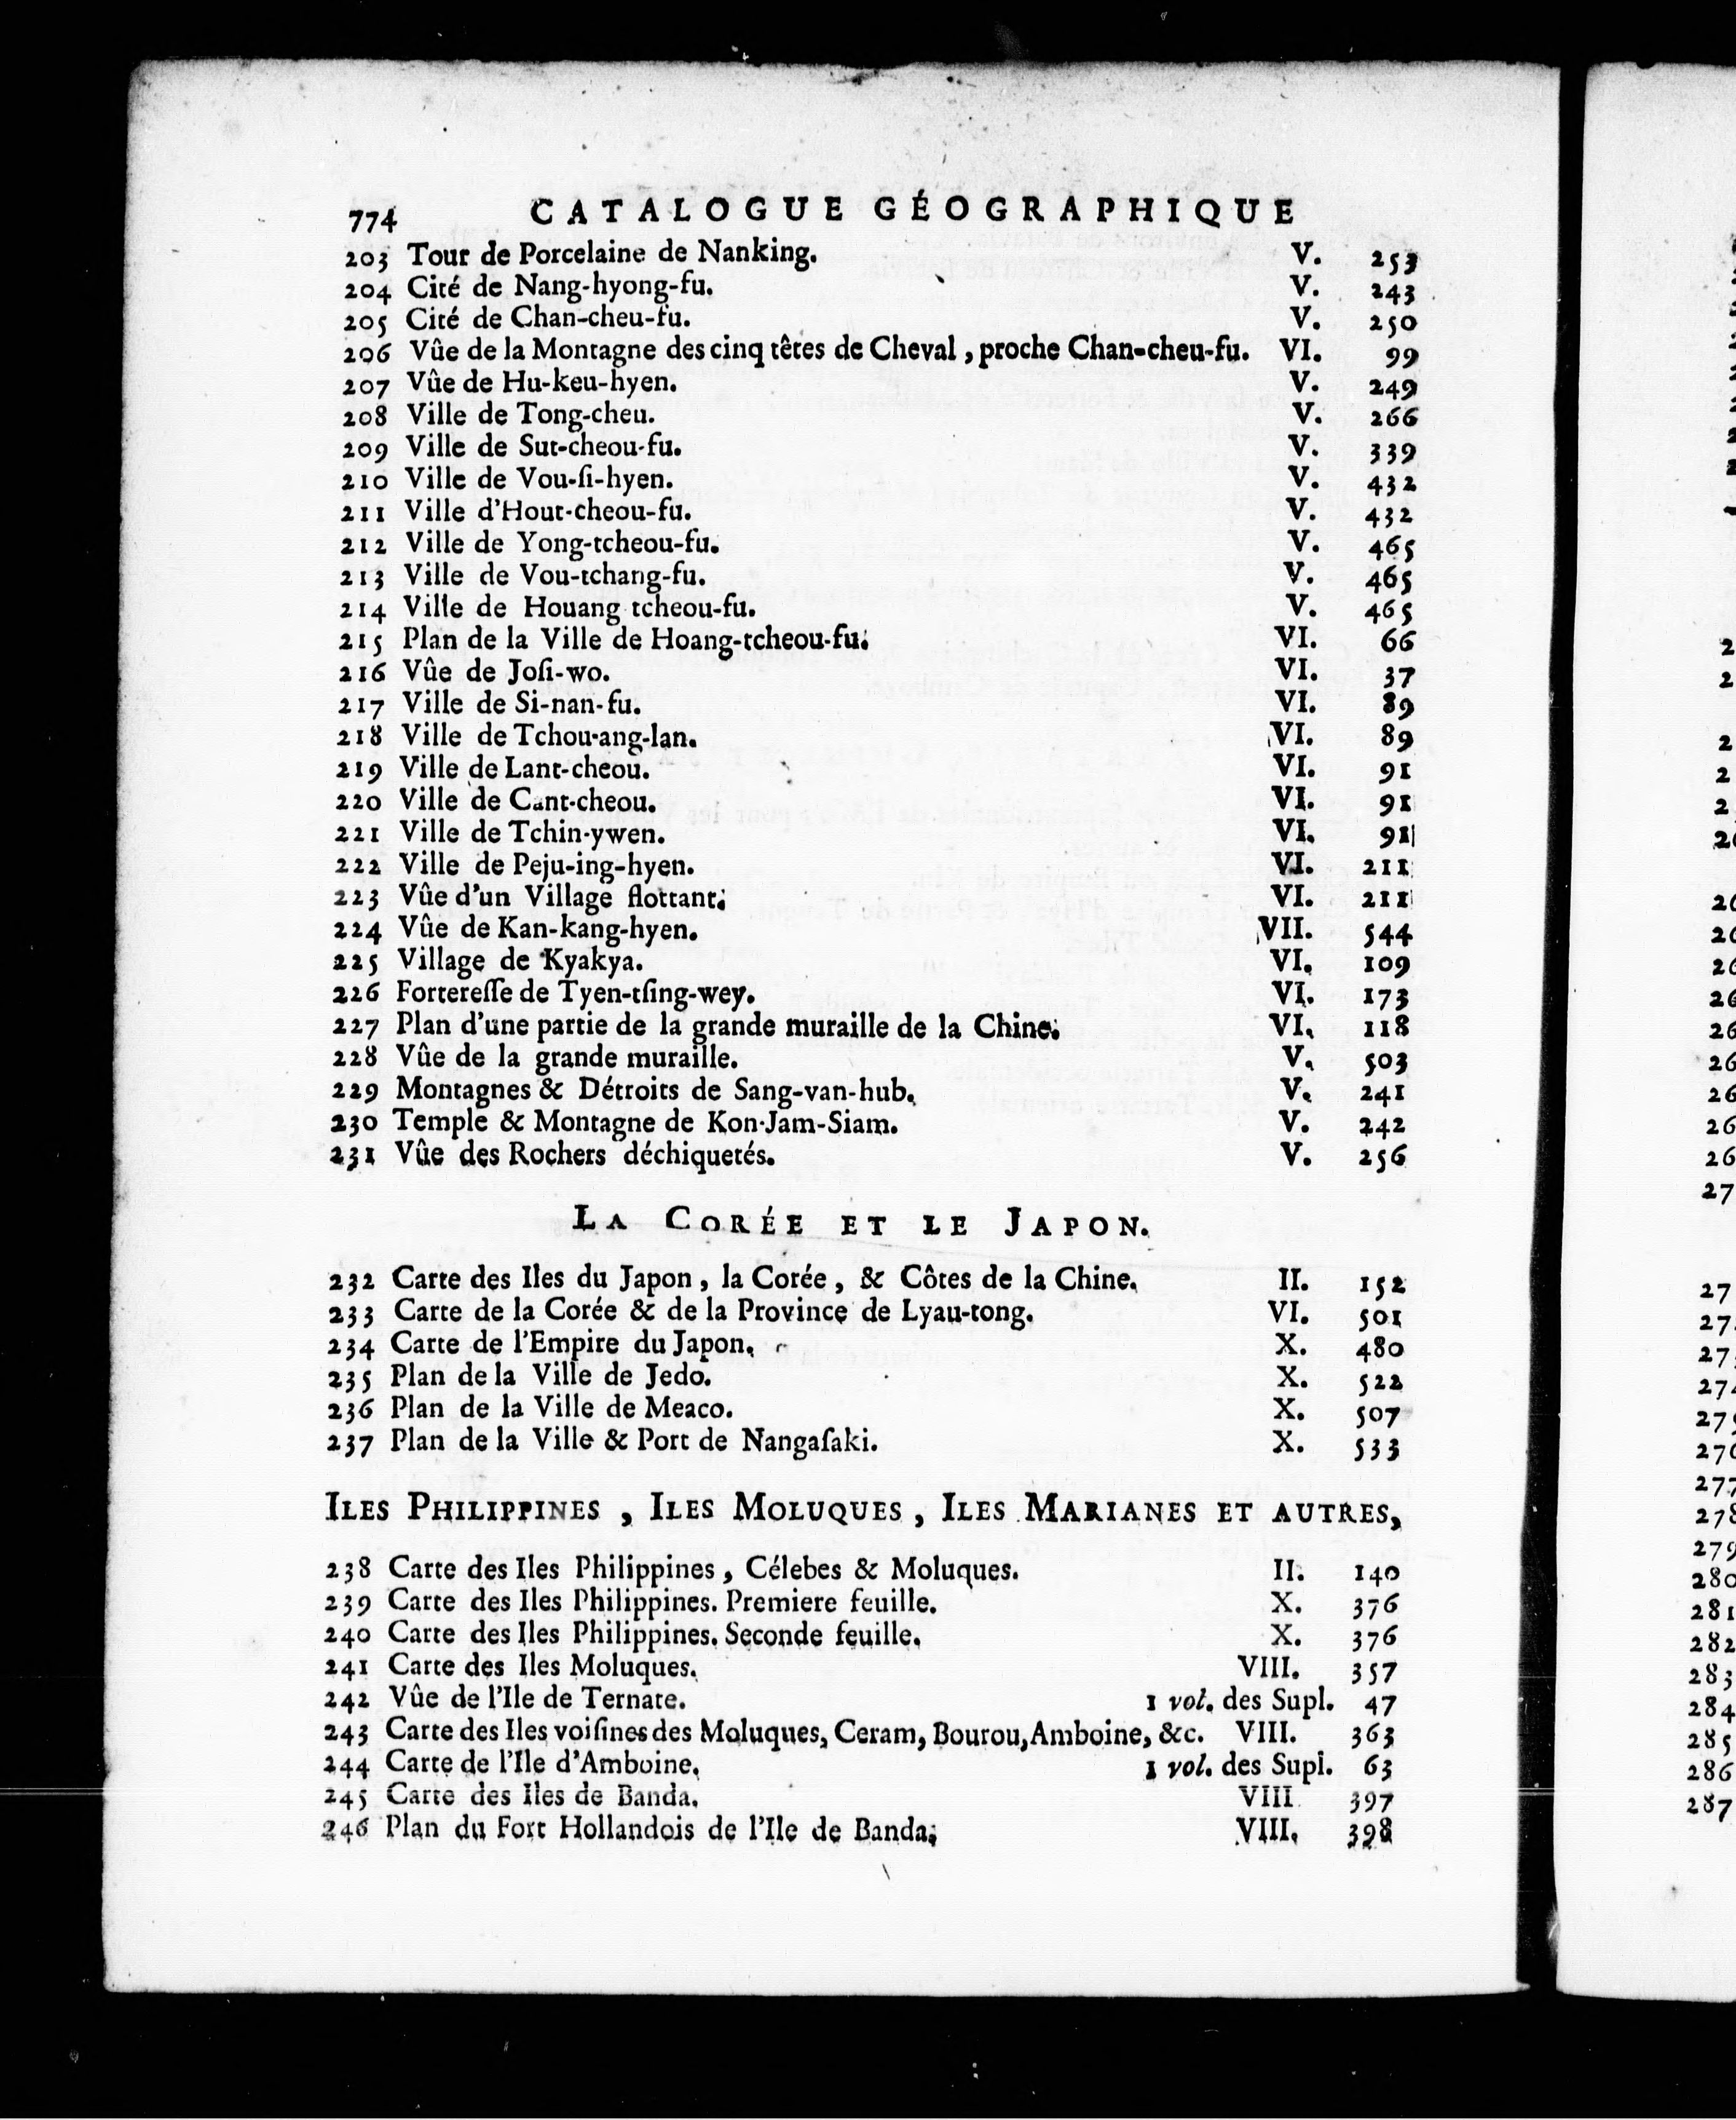 774 CATALOGUE GÉOGRAPHIQUE
203 Tour de Porcelaine de Nanking. V. 253
204 Cité de Nang-hyong-fu. V. 243
205 Cité de Chan-cheu-fu. V. 250
206 Vûe de la Montagne des cinq têtes de Cheval, proche Chan-cheu-fu. VI. 99
207 Vûe de Hu-keu-hyen. V. 249
208 Ville de Tong-cheu. V. 266
209 Ville de Sut-cheou-fu. V. 339
210 Ville de Vou-ſi-hyen. V. 432
211 Ville d'Hout-cheou-fu. V. 432
212 Ville de Yong-tcheou-fu. V. 465
213 Ville de Vou-tchang-fu. V. 465
214 Ville de Houang tcheou-fu. V. 465
215 Plan de la Ville de Hoang-tcheou-fu. VI. 66
216 Vûe de Joſi-wo. VI. 37
217 Ville de Si-nan-fu. VI. 89
218 Ville de Tchou-ang-lan. VI. 89
219 Ville de Lant-cheou. VI. 91
220 Ville de Cant-cheou. VI. 91
221 Ville de Tchin-ywen. VI. 91
222 Ville de Peju-ing-hyen. VI. 211
223 Vûe d'un Village flottant. VI. 211
224 Vûe de Kan-kang-hyen. VII. 544
225 Village de Kyakya. VI. 109
226 Fortereſſe de Tyen-tſing-wey. VI. 173
227 Plan d'une partie de la grande muraille de la Chine. VI. 118
228 Vûe de la grande muraille. V. 503
229 Montagnes & Détroits de Sang-van-hub. V. 241
230 Temple & Montagne de Kon-Jam-Siam. V. 242
231 Vûe des Rochers déchiquetés. V. 256
LA CORÉE ET LE JAPON.
232 Carte des Iles du Japon, la Corée, & Côtes de la Chine. II. 152
233 Carte de la Corée & de la Province de Lyau-tong. VI. 501
234 Carte de l'Empire du Japon. X. 480
235 Plan de la Ville de Jedo. X. 522
236 Plan de la Ville de Meaco. X. 507
237 Plan de la Ville & Port de Nangaſaki. X. 533
ILES PHILIPPINES, ILES MOLUQUES, ILES MARIANES ET AUTRES,
238 Carte des Iles Philippines, Célebes & Moluques. II. 140
239 Carte des Iles Philippines. Premiere feuille. X. 376
240 Carte des Iles Philippines. Seconde feuille. X. 376
241 Carte des Iles Moluques. VIII. 357
242 Vûe de l'Ile de Ternate. 1 vol. des Supl. 47
243 Carte des Iles voiſines des Moluques, Ceram, Bourou, Amboine, &c. VIII. 363
244 Carte de l'Ile d'Amboine. 1 vol. des Supl. 63
245 Carte des Iles de Banda. VIII 397
246 Plan du Fort Hollandois de l'Ile de Banda; VIII. 398